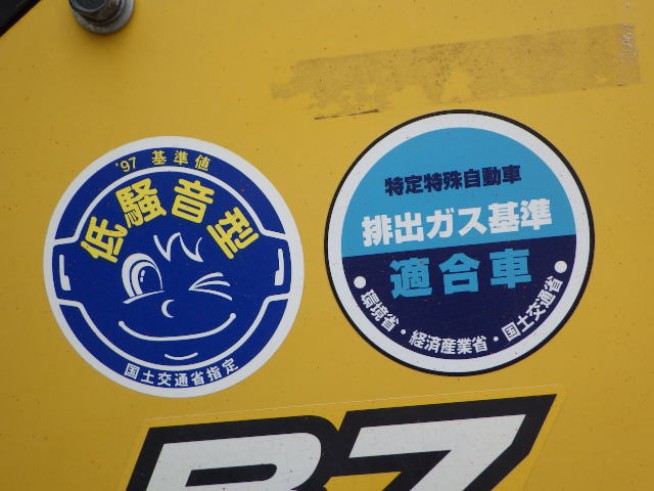 '97 基準値
低騒音型
国土交通省指定
特定特殊自動車
排出ガス基準
適合車
●環境省・経済産業省・国土交通省●